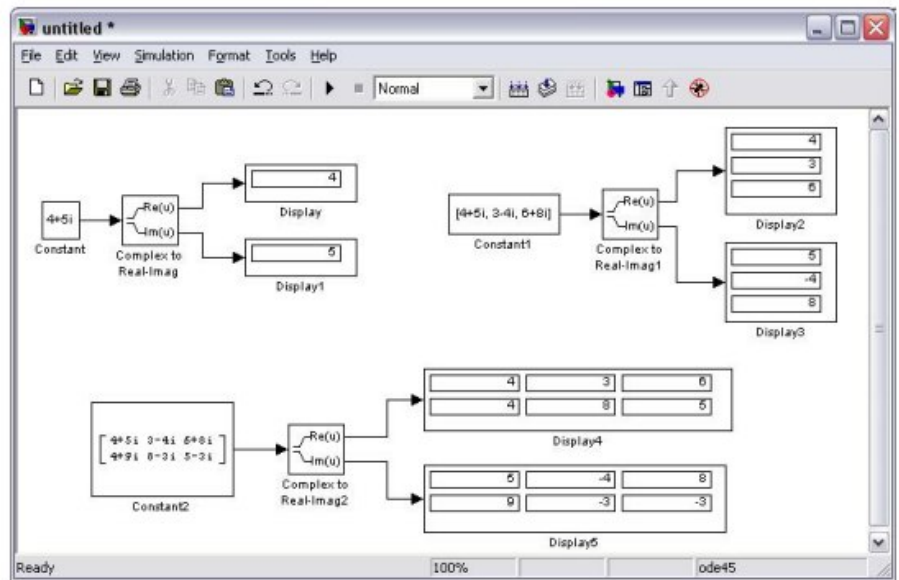 untitled *
File Edit View Simulation Format Tools Help
Normal
4+5i
Constant
Re(u)
Im(u)
Complex to
Real-Imag
4
Display
5
Display1
[4+5i, 3-4i, 6+8i]
Constant1
Re(u)
Im(u)
Complex to
Real-Imag1
4
3
6
Display2
5
-4
8
Display3
4+5i 3-4i 6+8i
4+9i 8-3i 5-3i
Constant2
Re(u)
Im(u)
Complex to
Real-Imag2
4 3 6
4 8 5
Display4
5 -4 8
9 -3 -3
Display5
Ready 100% ode45